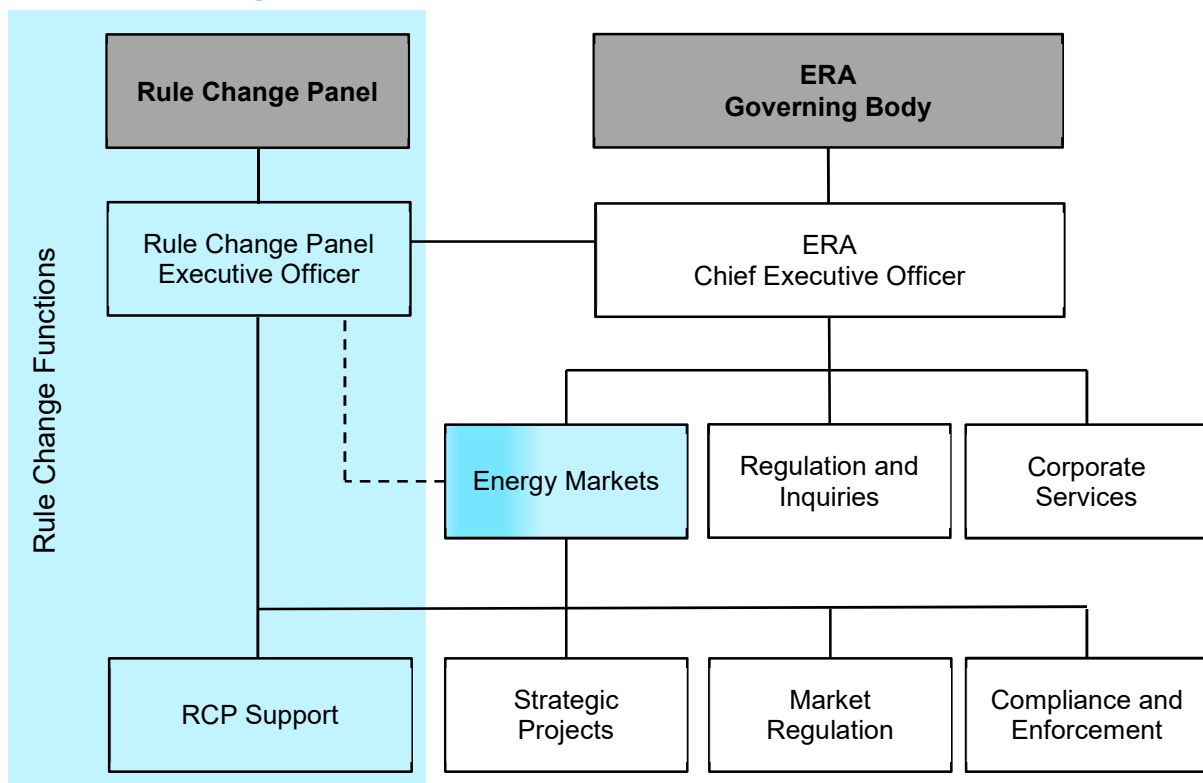 Rule Change Panel
ERA
Governing Body
Rule Change Panel
Executive Officer
ERA
Chief Executive Officer
Rule Change Functions
Energy Markets
Regulation and
Inquiries
Corporate
Services
RCP Support
Strategic
Projects
Market
Regulation
Compliance and
Enforcement